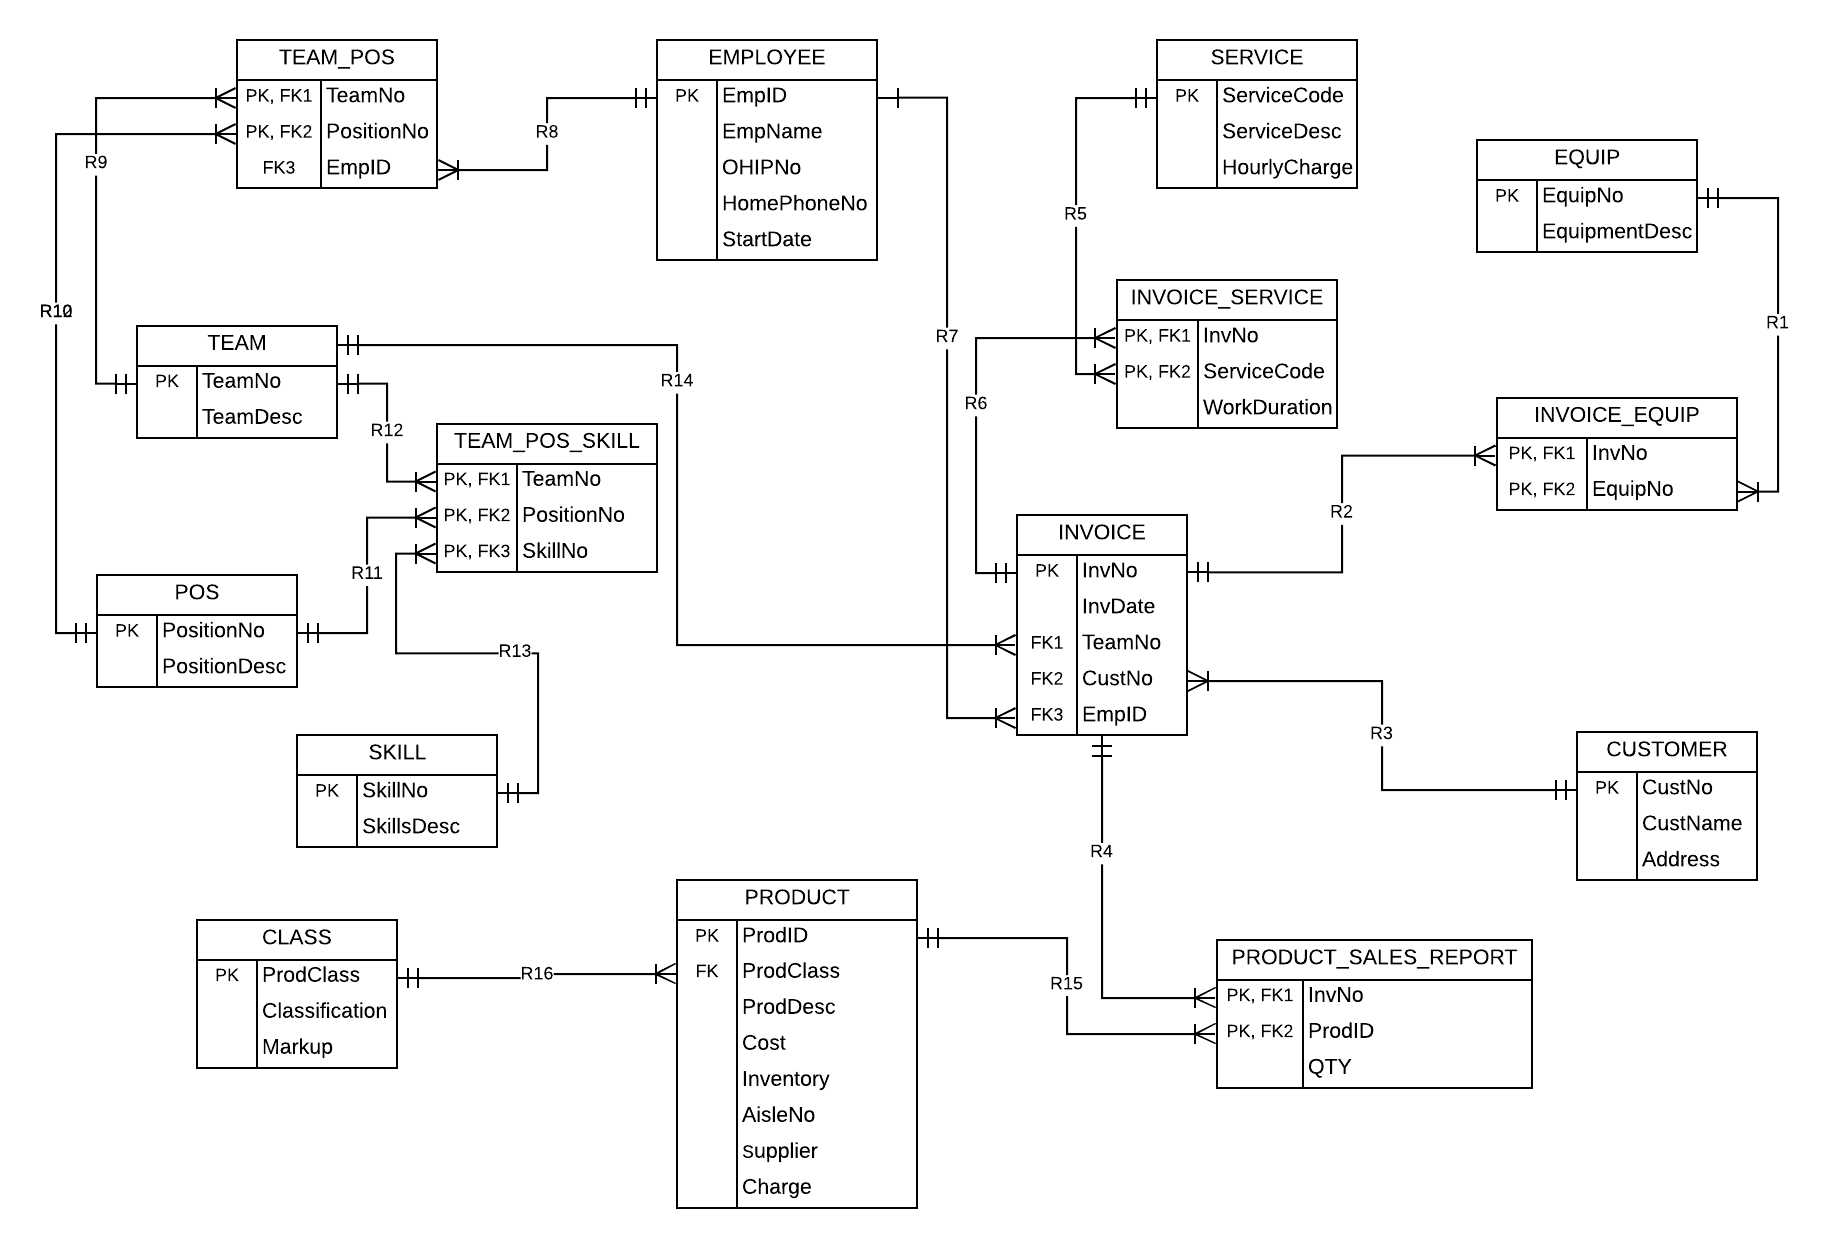 TEAM_POS
PK, FK1 TeamNo
PK, FK2 PositionNo
FK3 EmpID
EMPLOYEE
PK EmpID
EmpName
OHIPNo
HomePhoneNo
StartDate
SERVICE
PK ServiceCode
ServiceDesc
HourlyCharge
EQUIP
PK EquipNo
EquipmentDesc
R8
R9
R5
R10
R7
R1
INVOICE_SERVICE
PK, FK1 InvNo
PK, FK2 ServiceCode
WorkDuration
TEAM
PK TeamNo
TeamDesc
R14
R12
R6
INVOICE_EQUIP
PK, FK1 InvNo
PK, FK2 EquipNo
TEAM_POS_SKILL
PK, FK1 TeamNo
PK, FK2 PositionNo
PK, FK3 SkillNo
R2
R11
INVOICE
PK InvNo
InvDate
FK1 TeamNo
FK2 CustNo
FK3 EmpID
POS
PK PositionNo
PositionDesc
R13
R3
SKILL
PK SkillNo
SkillsDesc
CUSTOMER
PK CustNo
CustName
Address
R4
PRODUCT
PK ProdID
FK ProdClass
ProdDesc
Cost
Inventory
AisleNo
Supplier
Charge
CLASS
PK ProdClass
Classification
Markup
R16
R15
PRODUCT_SALES_REPORT
PK, FK1 InvNo
PK, FK2 ProdID
QTY